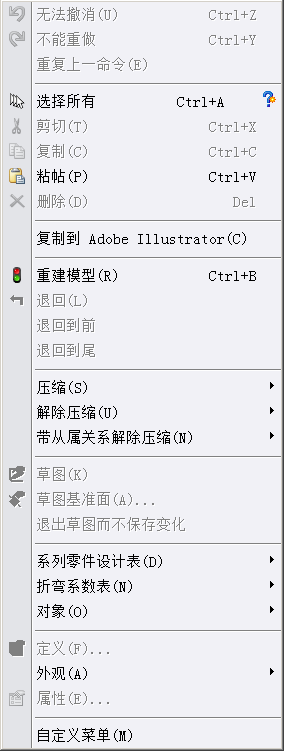 无法撤消(U) Ctrl+Z
不能重做 Ctrl+Y
重复上一命令(E)
选择所有 Ctrl+A
剪切(T) Ctrl+X
复制(C) Ctrl+C
粘帖(P) Ctrl+V
删除(D) Del
复制到 Adobe Illustrator(C)
重建模型(R) Ctrl+B
退回(L)
退回到前
退回到尾
压缩(S)
解除压缩(U)
带从属关系解除压缩(N)
草图(K)
草图基准面(A)...
退出草图而不保存变化
系列零件设计表(D)
折弯系数表(N)
对象(O)
定义(F)...
外观(A)
属性(E)...
自定义菜单(M)